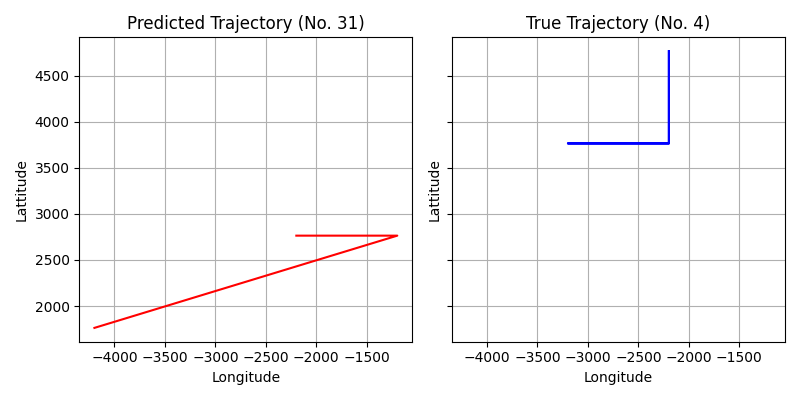 Predicted Trajectory (No. 31)
True Trajectory (No. 4)
4500
4000
3500
3000
2500
2000
Lattitude
Lattitude
−4000 −3500 −3000 −2500 −2000 −1500
−4000 −3500 −3000 −2500 −2000 −1500
Longitude
Longitude